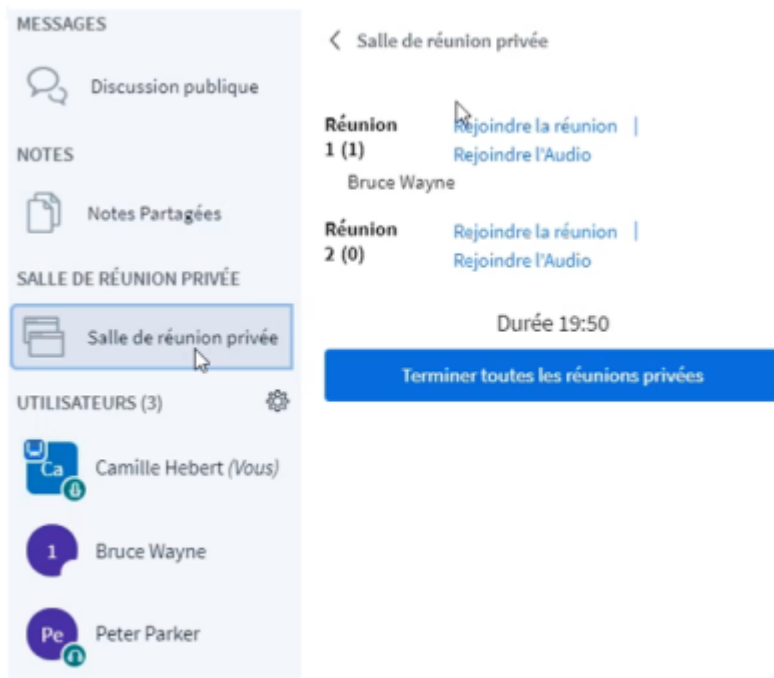 MESSAGES
Discussion publique
NOTES
Notes Partagées
SALLE DE RÉUNION PRIVÉE
Salle de réunion privée
UTILISATEURS (3)
Ca
Camille Hebert (Vous)
1
Bruce Wayne
Pe
Peter Parker
Salle de réunion privée
Réunion Rejoindre la réunion |
1 (1) Rejoindre l'Audio
Bruce Wayne
Réunion Rejoindre la réunion |
2 (0) Rejoindre l'Audio
Durée 19:50
Terminer toutes les réunions privées